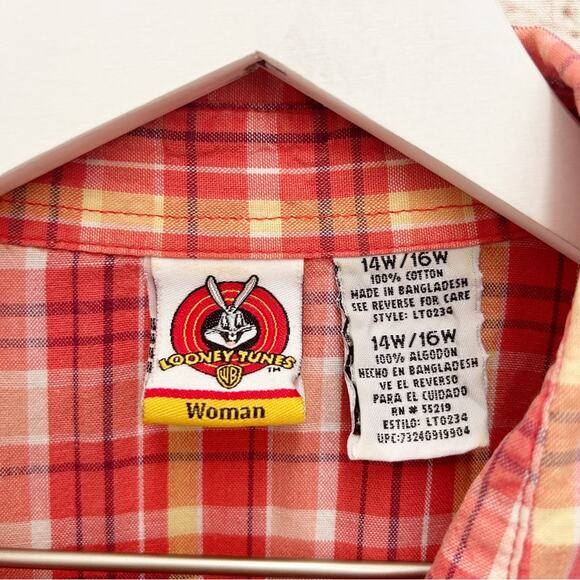 LOONEY TUNES
WB
TM
Woman
14W/16W
100% COTTON
MADE IN BANGLADESH
SEE REVERSE FOR CARE
STYLE: LT0234
14W/16W
100% ALGODON
HECHO EN BANGLADESH
VE EL REVERSO
PARA EL CUIDADO
RN # 55219
ESTILO: LT0234
UPC:73240919904